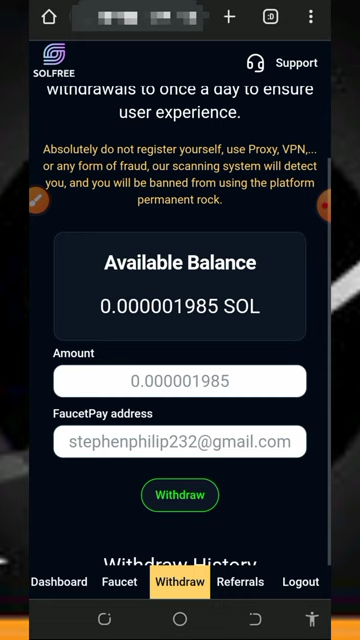 :D
SOLFREE
Support
withdrawals to once a day to ensure
user experience.
Absolutely do not register yourself, use Proxy, VPN,...
or any form of fraud, our scanning system will detect
you, and you will be banned from using the platform
permanent rock.
Available Balance
0.000001985 SOL
Amount
0.000001985
FaucetPay address
stephenphilip232@gmail.com
Withdraw
Withdraw History
Dashboard
Faucet
Withdraw
Referrals
Logout